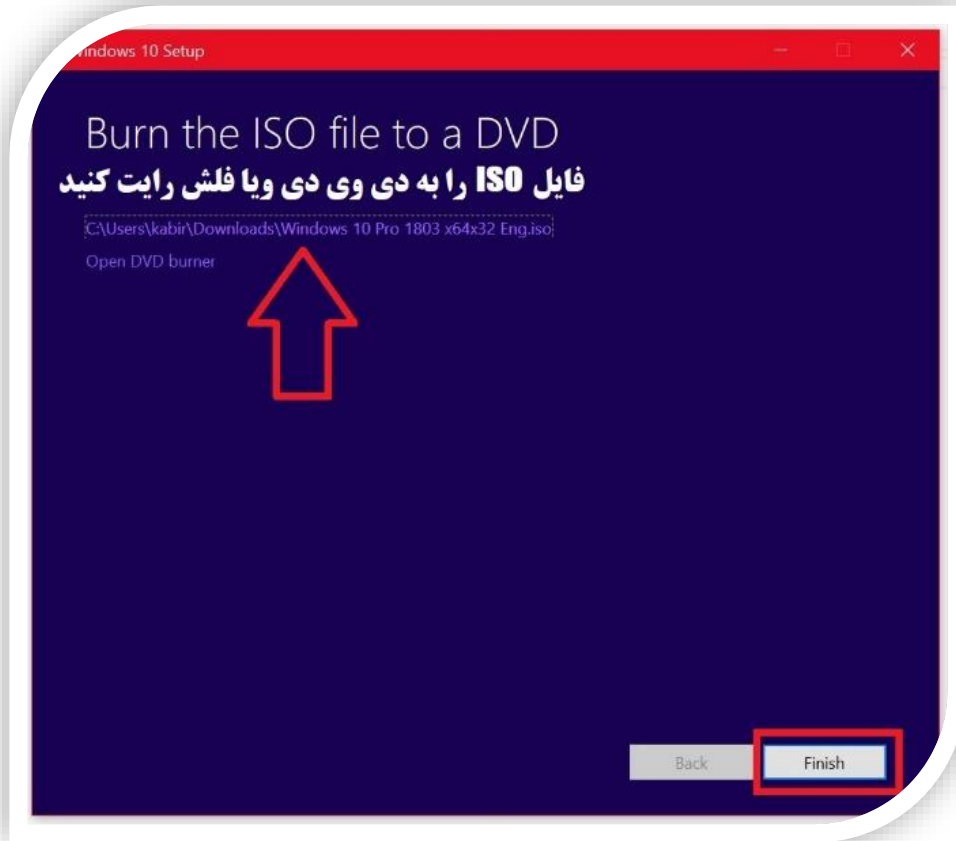 Windows 10 Setup
Burn the ISO file to a DVD
فایل ISO را به دی وی دی ویا فلش رایت کنید
C:\Users\kabir\Downloads\Windows 10 Pro 1803 x64x32 Eng.iso
Open DVD burner
Back
Finish